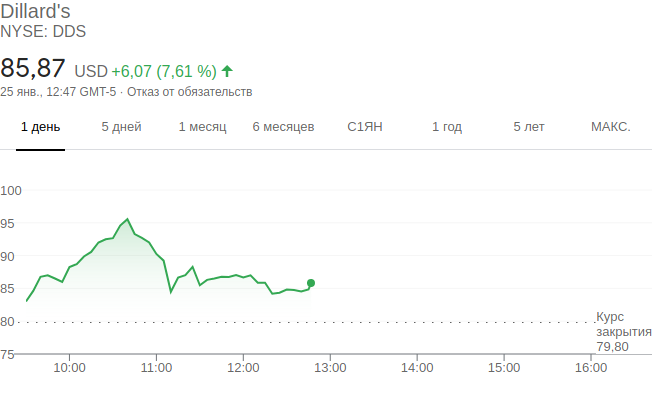 Dillard's
NYSE: DDS
85,87 USD +6,07 (7,61 %)
25 янв., 12:47 GMT-5 · Отказ от обязательств
1 день 5 дней 1 месяц 6 месяцев С1ЯН 1 год 5 лет МАКС.
100
95
90
85
80
Курс
закрытия
79,80
75
10:00 11:00 12:00 13:00 14:00 15:00 16:00